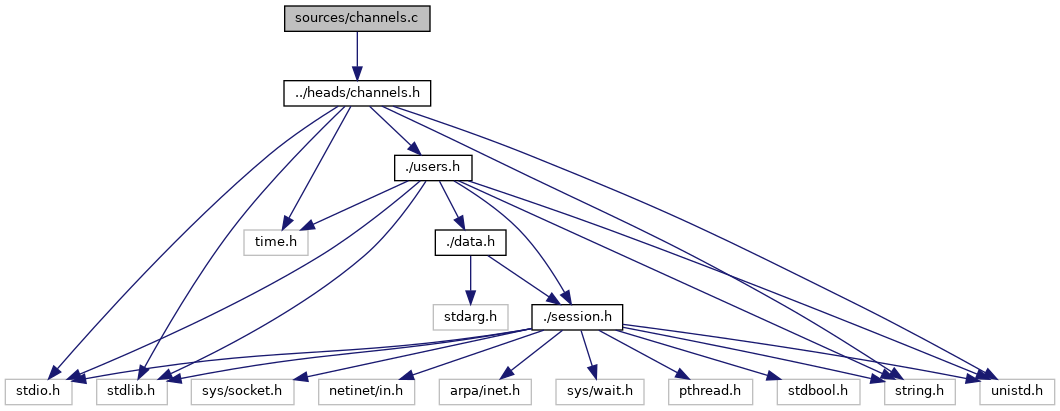 sources/channels.c
../heads/channels.h
./users.h
time.h
./data.h
stdarg.h
./session.h
stdio.h
stdlib.h
sys/socket.h
netinet/in.h
arpa/inet.h
sys/wait.h
pthread.h
stdbool.h
string.h
unistd.h